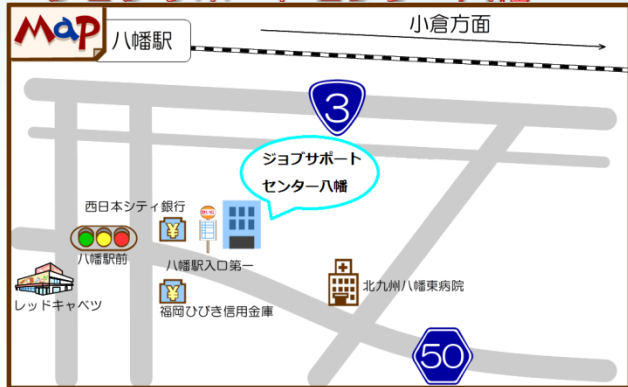 Map
八幡駅
小倉方面
3
ジョブサポート
センター八幡
西日本シティ銀行
八幡駅前
八幡駅入口第一
レッドキャベツ
福岡ひびき信用金庫
北九州八幡東病院
50